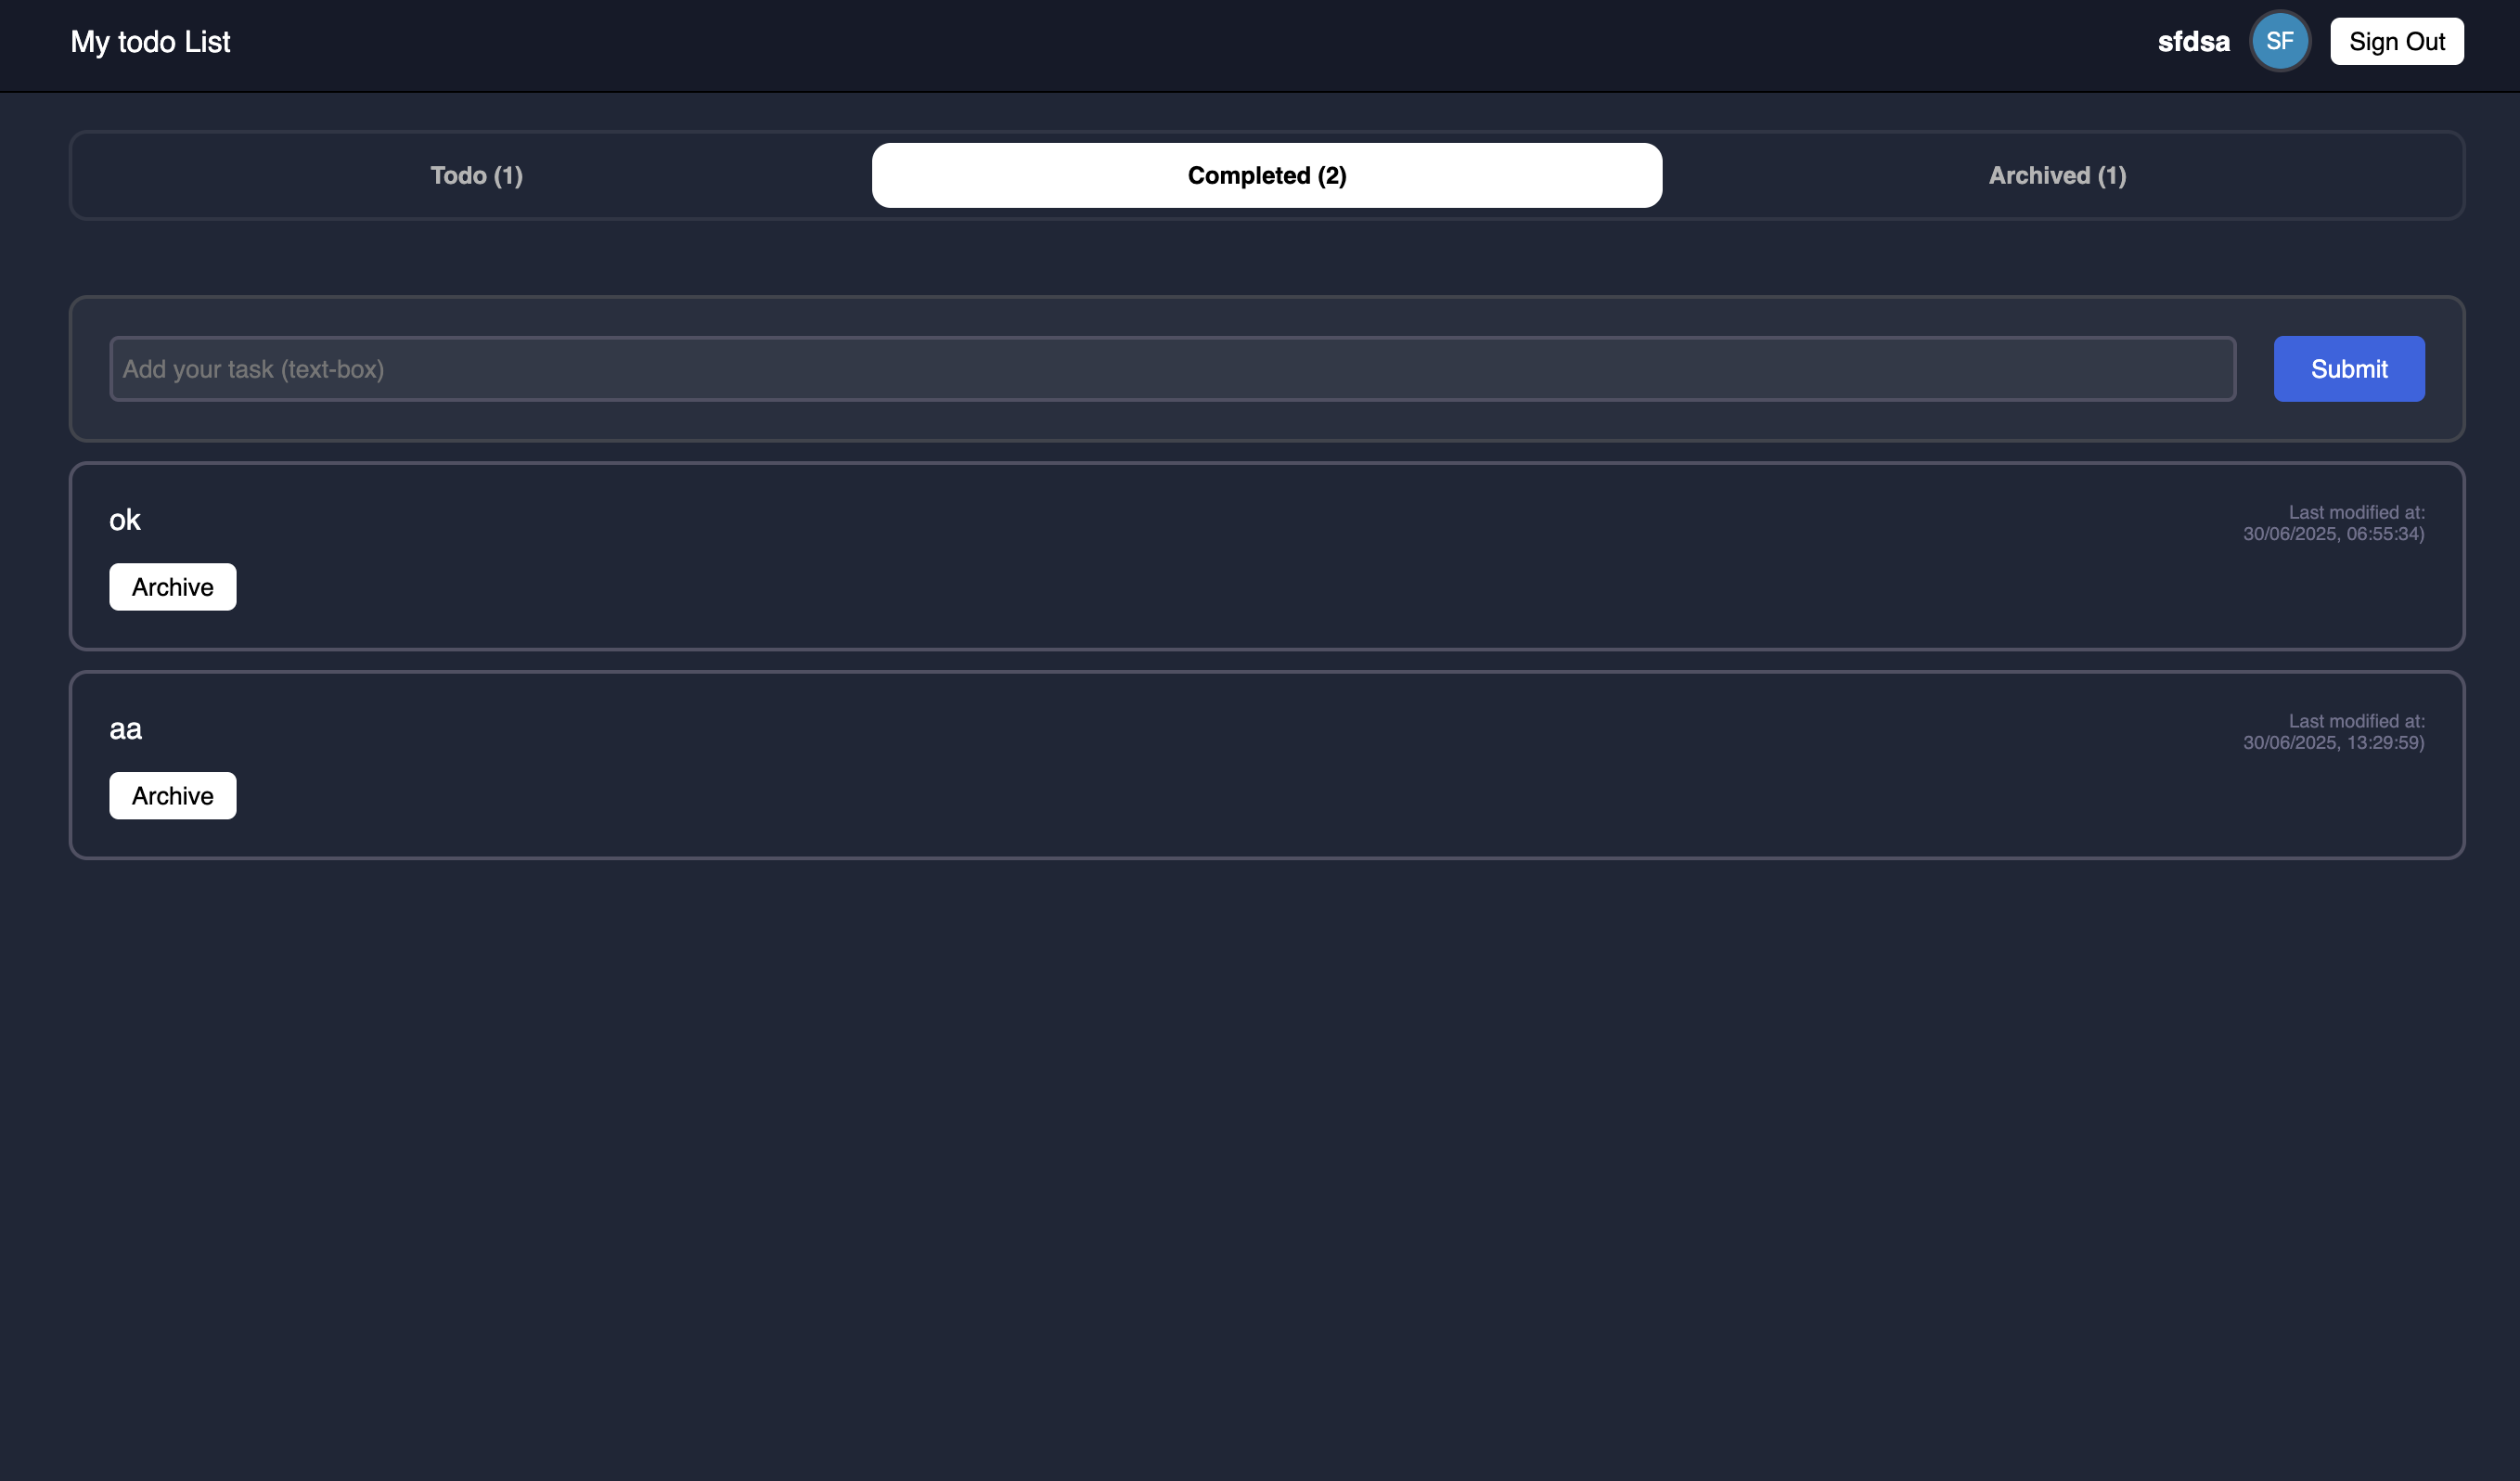 My todo List
sfdsa SF Sign Out
Todo (1) Completed (2) Archived (1)
Add your task (text-box) Submit
ok
Last modified at:
30/06/2025, 06:55:34)
Archive
aa
Last modified at:
30/06/2025, 13:29:59)
Archive